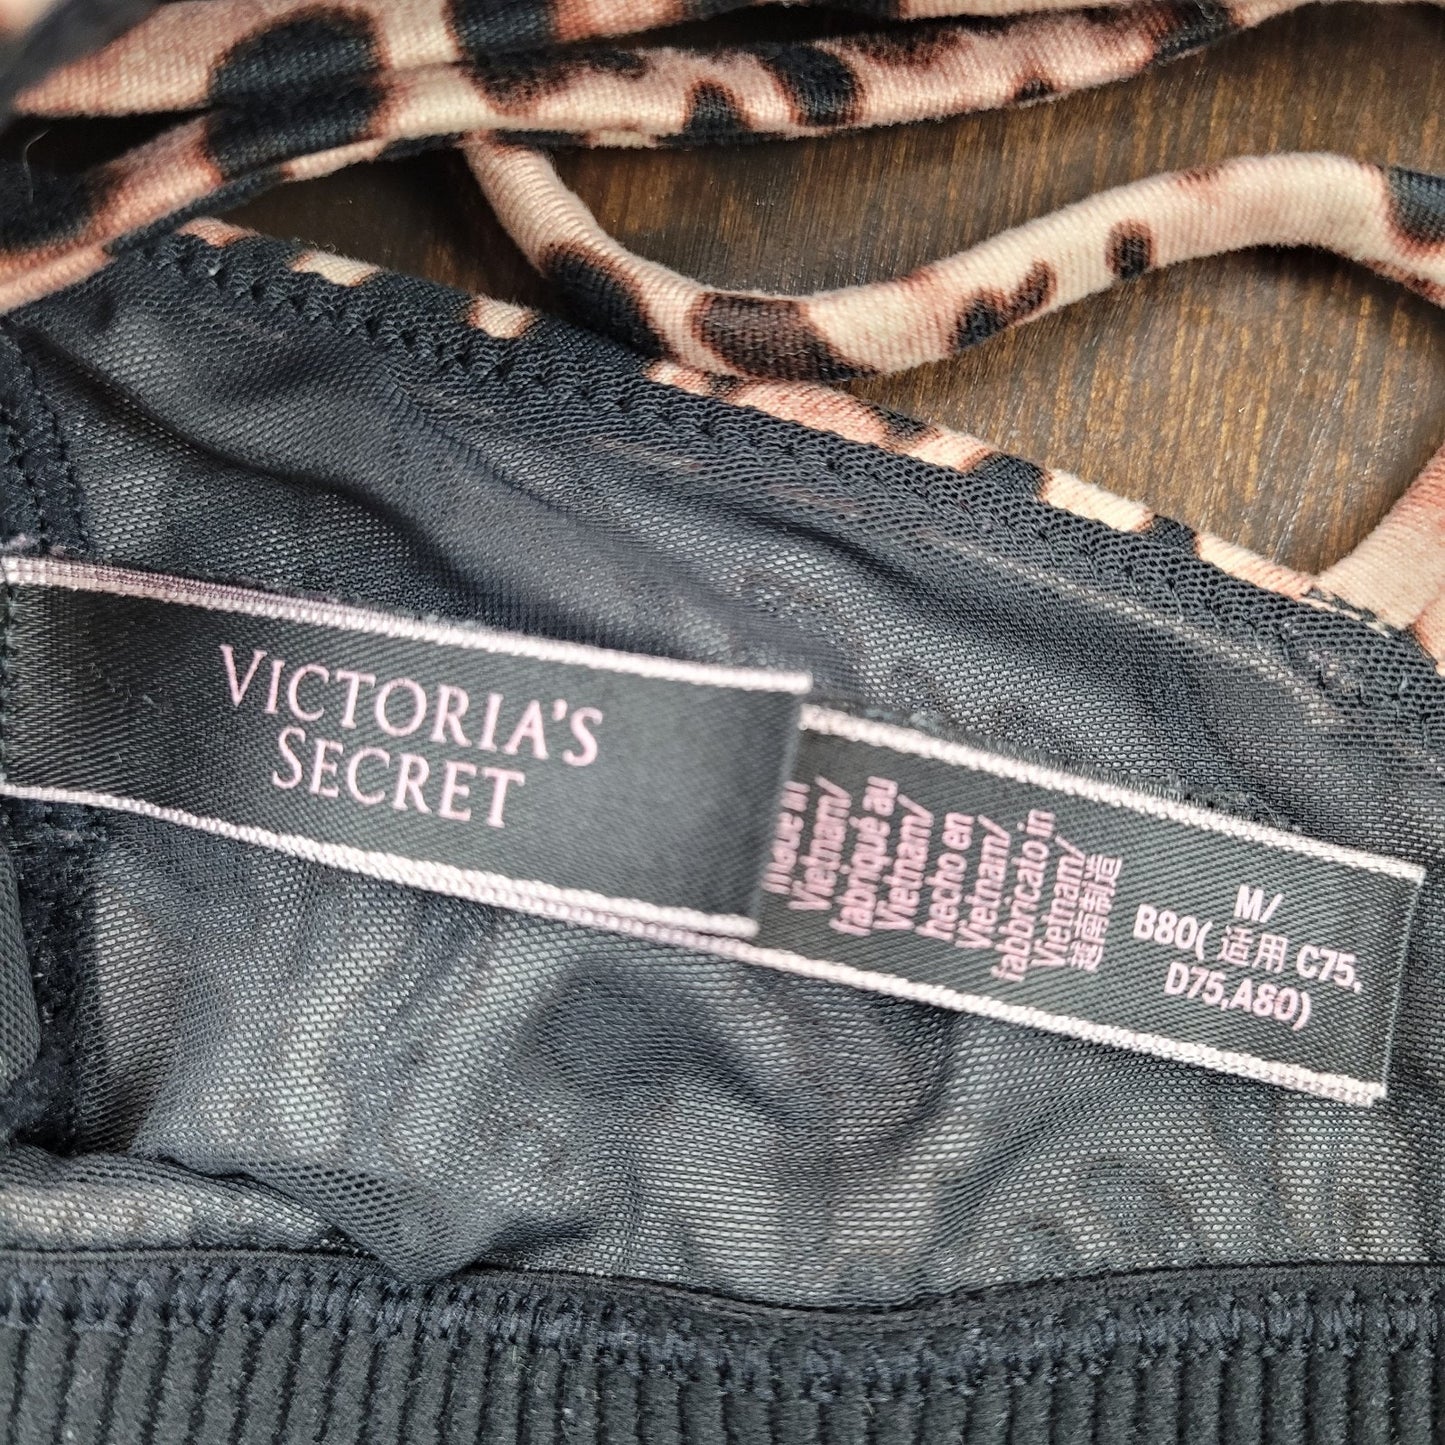 VICTORIA'S
SECRET
made in
Vietnam/
fabriqué au
Vietnam/
hecho en
Vietnam/
fabbricato in
Vietnam/
越南制造
M/
B80( 适用 C75,
D75,A80)